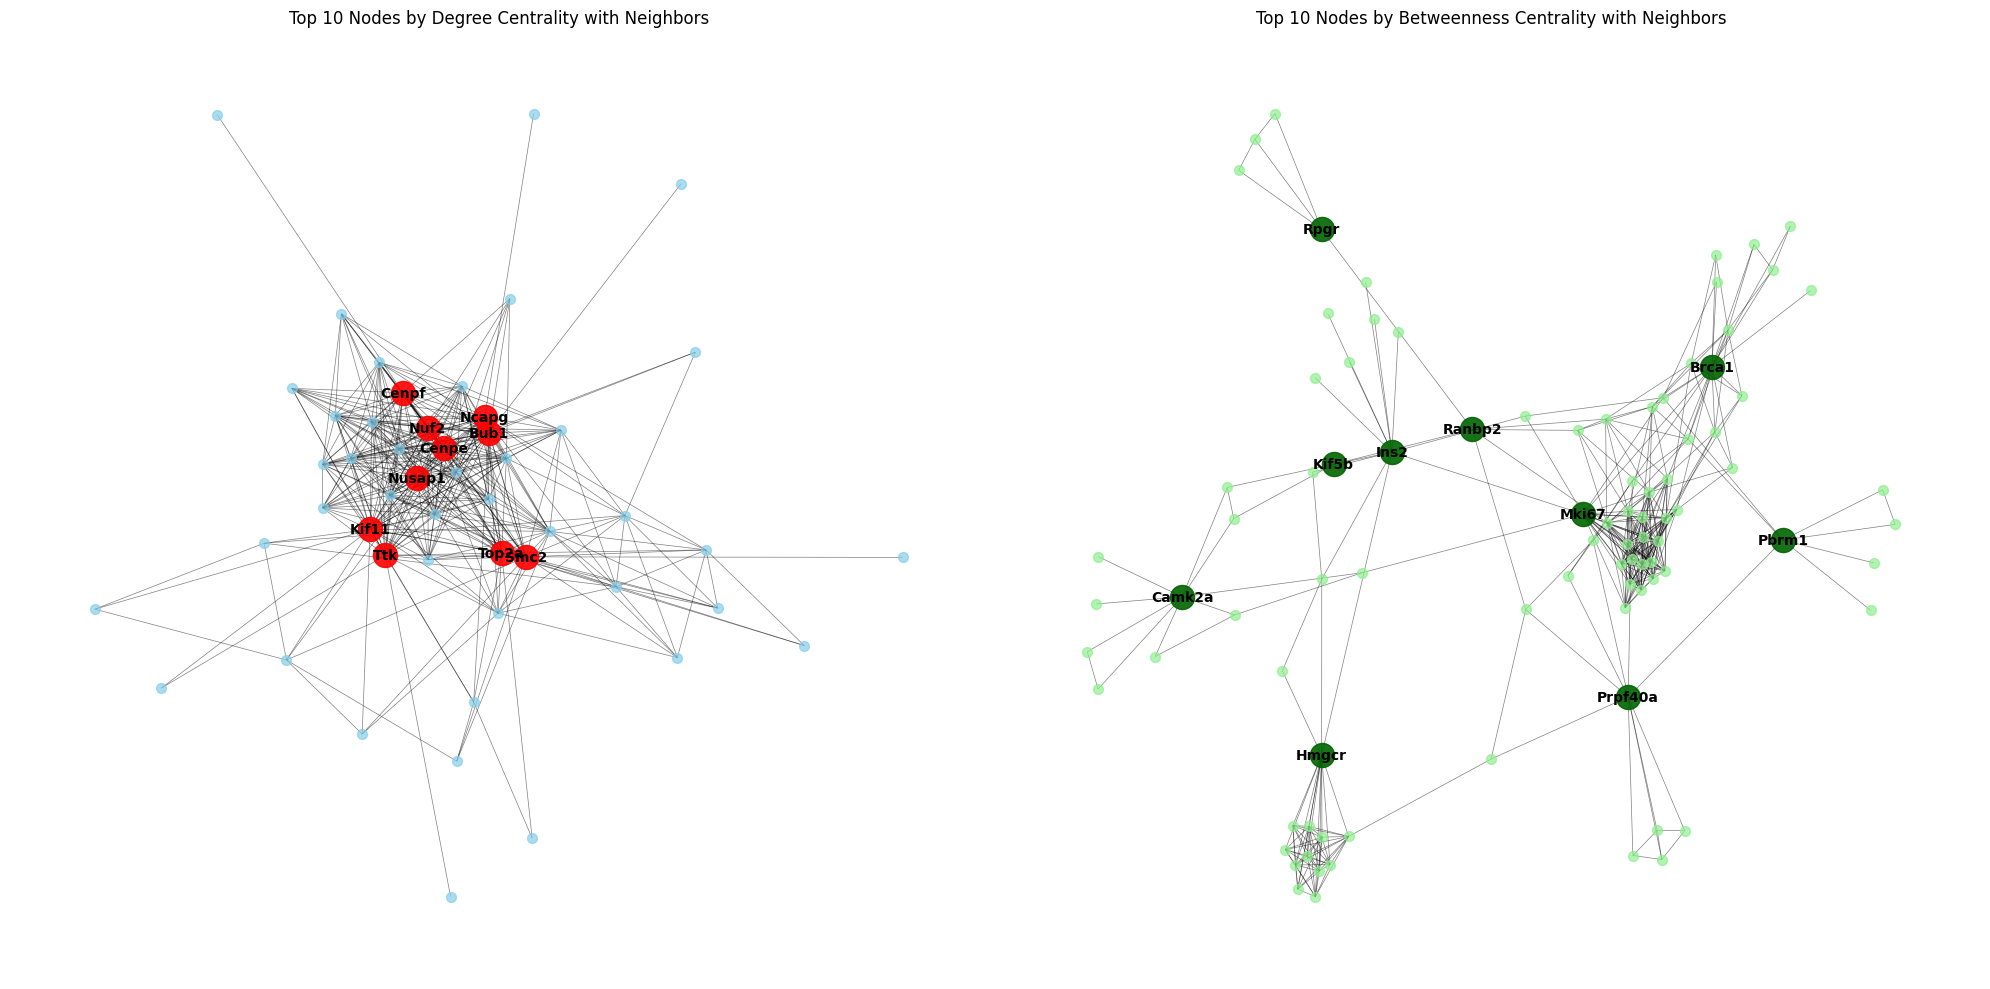 Top 10 Nodes by Degree Centrality with Neighbors
Cenpf
Ncapg
Nuf2
Bub1
Cenpe
Nusap1
Kif11
Ttk
Top2a
Smc2
Top 10 Nodes by Betweenness Centrality with Neighbors
Rpgr
Brca1
Ranbp2
Ins2
Kif5b
Mki67
Pbrm1
Camk2a
Prpf40a
Hmgcr